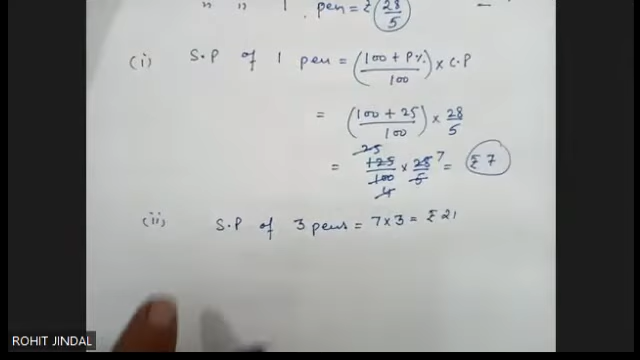 " " 1 pen = ₹ 28/5
(i) S.P of 1 pen = (100 + P%/100) × C.P
= (100 + 25/100) × 28/5
= 125/100 × 28/5 = ₹ 7
25 4 7
(ii) S.P of 3 pens = 7 × 3 = ₹ 21
ROHIT JINDAL